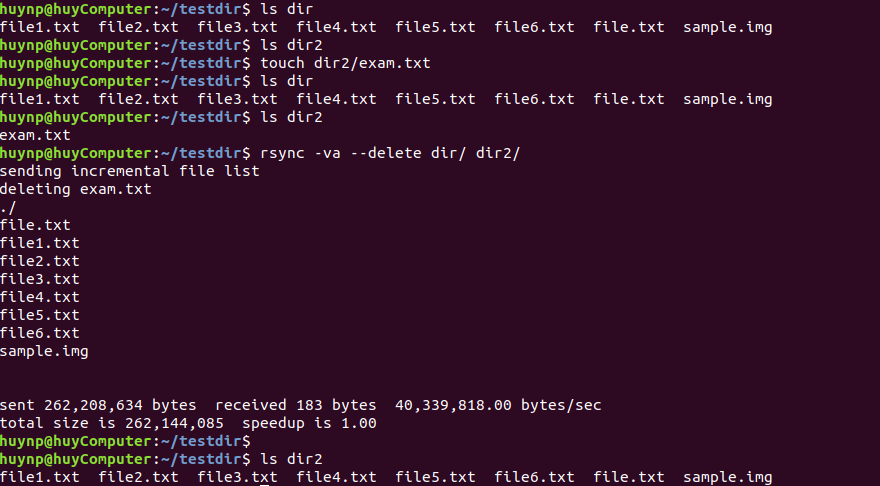 huynp@huyComputer:~/testdir$ ls dir
file1.txt  file2.txt  file3.txt  file4.txt  file5.txt  file6.txt  file.txt  sample.img
huynp@huyComputer:~/testdir$ ls dir2
huynp@huyComputer:~/testdir$ touch dir2/exam.txt
huynp@huyComputer:~/testdir$ ls dir
file1.txt  file2.txt  file3.txt  file4.txt  file5.txt  file6.txt  file.txt  sample.img
huynp@huyComputer:~/testdir$ ls dir2
exam.txt
huynp@huyComputer:~/testdir$ rsync -va --delete dir/ dir2/
sending incremental file list
deleting exam.txt
./
file.txt
file1.txt
file2.txt
file3.txt
file4.txt
file5.txt
file6.txt
sample.img
sent 262,208,634 bytes  received 183 bytes  40,339,818.00 bytes/sec
total size is 262,144,085  speedup is 1.00
huynp@huyComputer:~/testdir$
huynp@huyComputer:~/testdir$ ls dir2
file1.txt  file2.txt  file3.txt  file4.txt  file5.txt  file6.txt  file.txt  sample.img